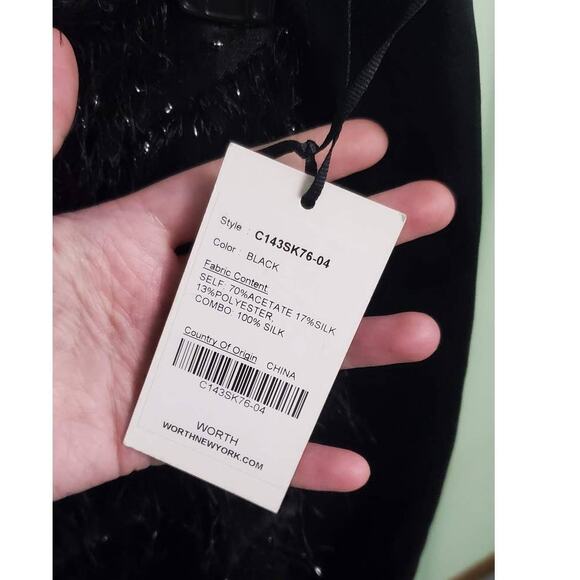 Style : C143SK76-04
Color : BLACK
Fabric Content
SELF: 70%ACETATE 17%SILK
13%POLYESTER,
COMBO: 100% SILK
Country Of Origin CHINA
C143SK76-04
WORTH
WORTHNEWYORK.COM